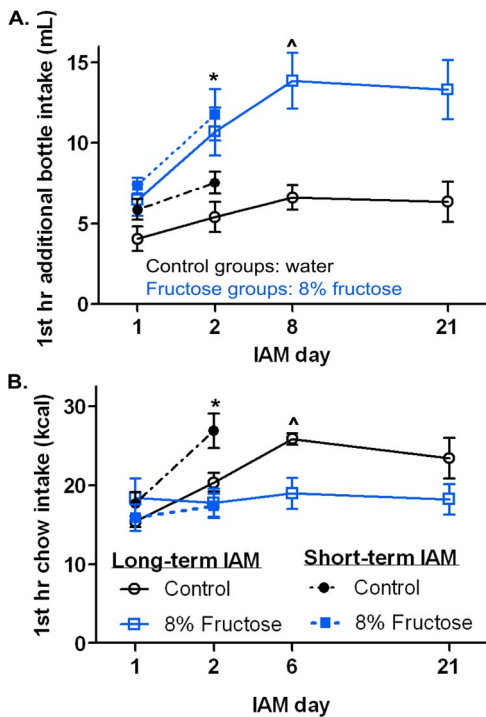 A.
1st hr additional bottle intake (mL)
15
10
5
0
*
^
Control groups: water
Fructose groups: 8% fructose
1 2 8 21
IAM day
B.
1st hr chow intake (kcal)
30
20
10
0
*
^
Long-term IAM Short-term IAM
Control Control
8% Fructose 8% Fructose
1 2 6 21
IAM day